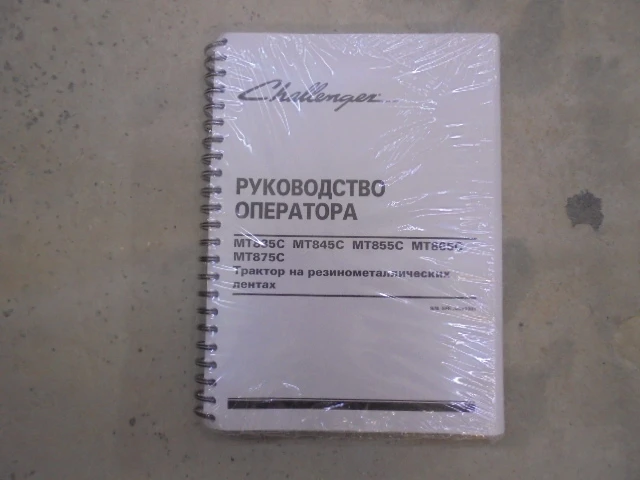 Challenger
РУКОВОДСТВО
ОПЕРАТОРА
MT835C MT845C MT855C MT865C
MT875C
Трактор на резинометаллических
лентах